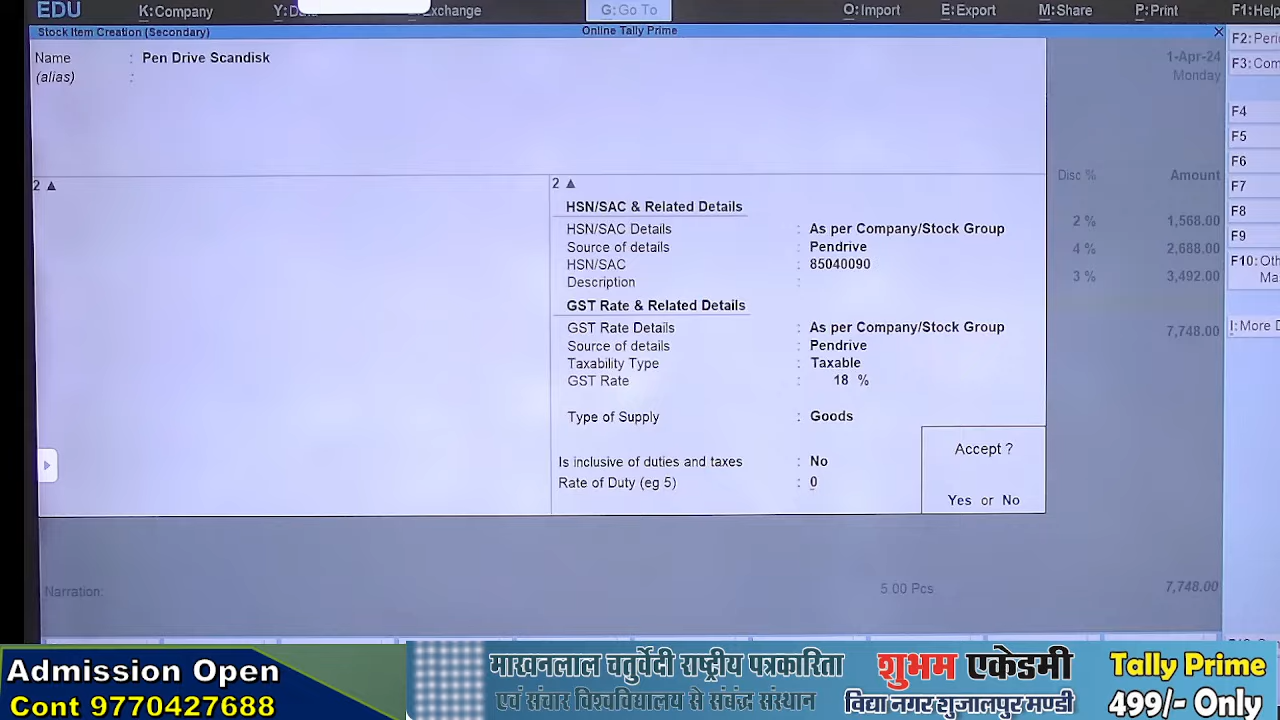 EDU K:Company G:Go To O:Import E:Export M:Share P:Print F1:Help
Stock Item Creation (Secondary) Online Tally Prime
Name : Pen Drive Scandisk
(alias) :
1-Apr-24
Monday
F2:
F3:
F4
F5
F6
F7
F8
F9
F10:
I:More
Disc % Amount
2 % 1,568.00
4 % 2,688.00
3 % 3,492.00
7,748.00
2 ▲
2 ▲
HSN/SAC & Related Details
HSN/SAC Details : As per Company/Stock Group
Source of details : Pendrive
HSN/SAC : 85040090
Description :
GST Rate & Related Details
GST Rate Details : As per Company/Stock Group
Source of details : Pendrive
Taxability Type : Taxable
GST Rate : 18 %
Type of Supply : Goods
Is inclusive of duties and taxes : No
Rate of Duty (eg 5) : 0
Accept ?
Yes or No
Narration: 5.00 Pcs 7,748.00
Admission Open
Cont 9770427688
माखनलाल चतुर्वेदी राष्ट्रीय पत्रकारिता
एवं संचार विश्वविद्यालय से संबंद्ध संस्थान
शुभम एकेडमी
विद्या नगर शुजालपुर मण्डी
Tally Prime
499/- Only